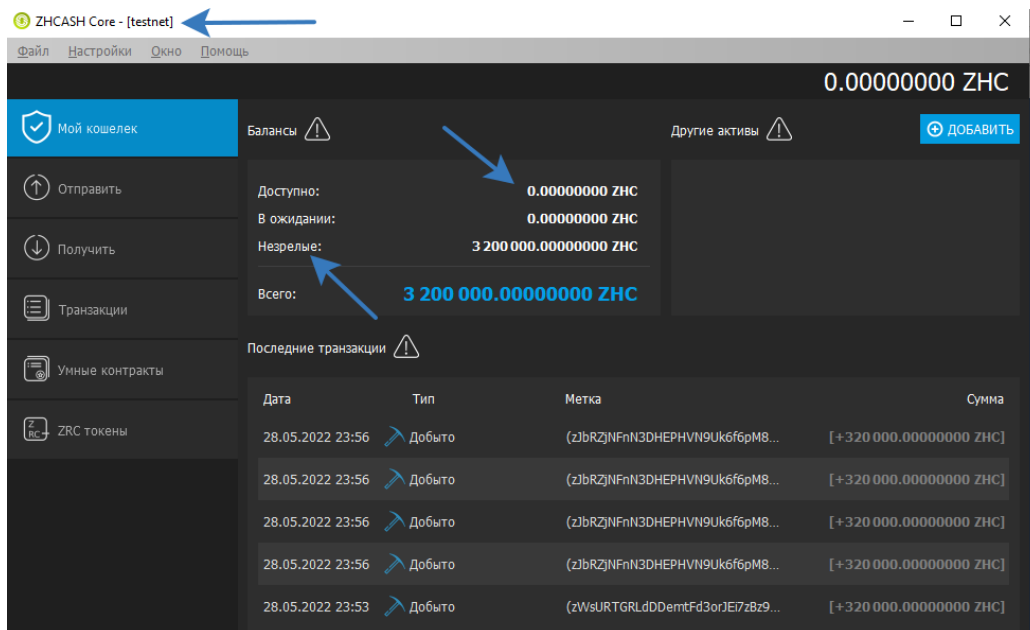 ZHCASH Core - [testnet]
Файл Настройки Окно Помощь
0.00000000 ZHC
Мой кошелек
Балансы
Другие активы
ДОБАВИТЬ
Отправить
Доступно: 0.00000000 ZHC
В ожидании: 0.00000000 ZHC
Незрелые: 3 200 000.00000000 ZHC
Получить
Всего: 3 200 000.00000000 ZHC
Транзакции
Последние транзакции
Умные контракты
ZRC токены
Дата Тип Метка Сумма
28.05.2022 23:56 Добыто (zJbRZjNFnN3DHEPHVN9Uk6f6pM8... [+320 000.00000000 ZHC]
28.05.2022 23:56 Добыто (zJbRZjNFnN3DHEPHVN9Uk6f6pM8... [+320 000.00000000 ZHC]
28.05.2022 23:56 Добыто (zJbRZjNFnN3DHEPHVN9Uk6f6pM8... [+320 000.00000000 ZHC]
28.05.2022 23:56 Добыто (zJbRZjNFnN3DHEPHVN9Uk6f6pM8... [+320 000.00000000 ZHC]
28.05.2022 23:53 Добыто (zWsURTGRLdDDemtFd3orJEi7zBz9... [+320 000.00000000 ZHC]